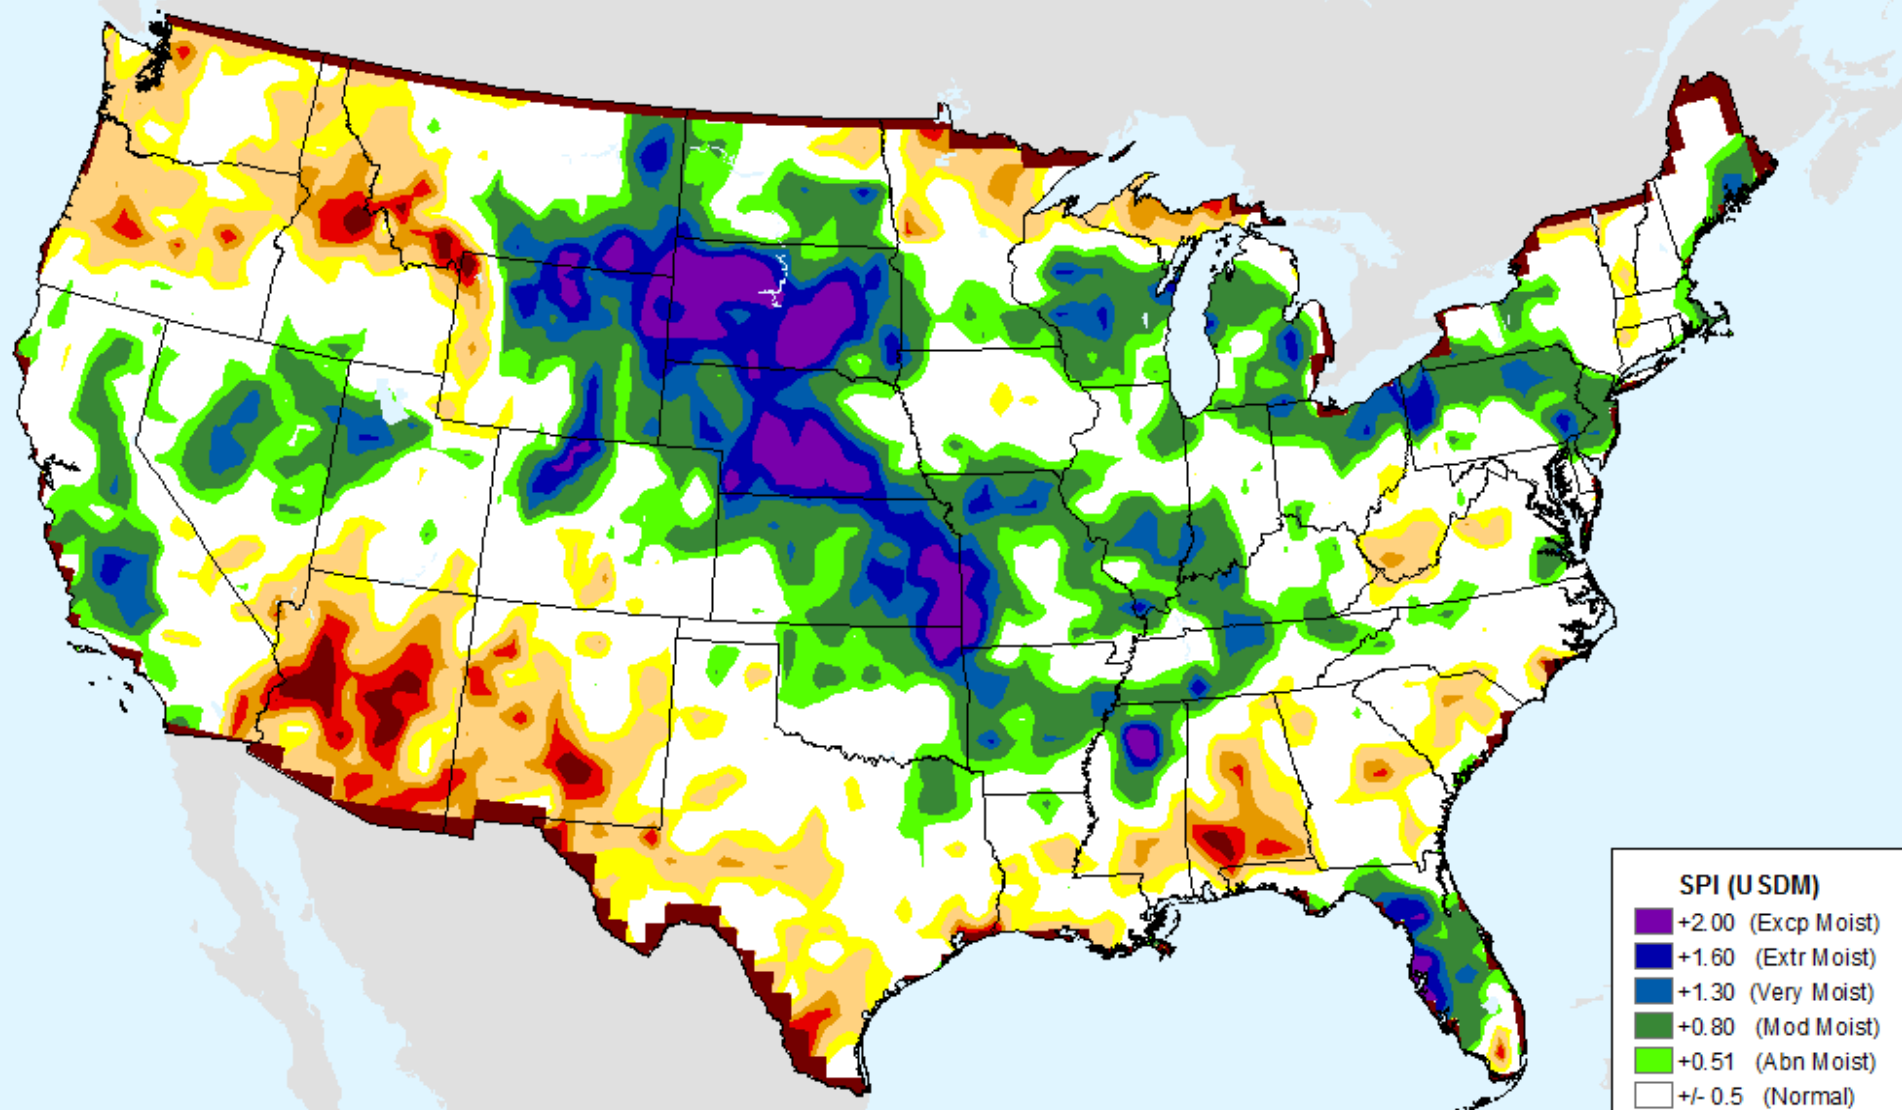 SPI (USDM)
+2.00 (Excp Moist)
+1.60 (Extr Moist)
+1.30 (Very Moist)
+0.80 (Mod Moist)
+0.51 (Abn Moist)
+/- 0.5 (Normal)